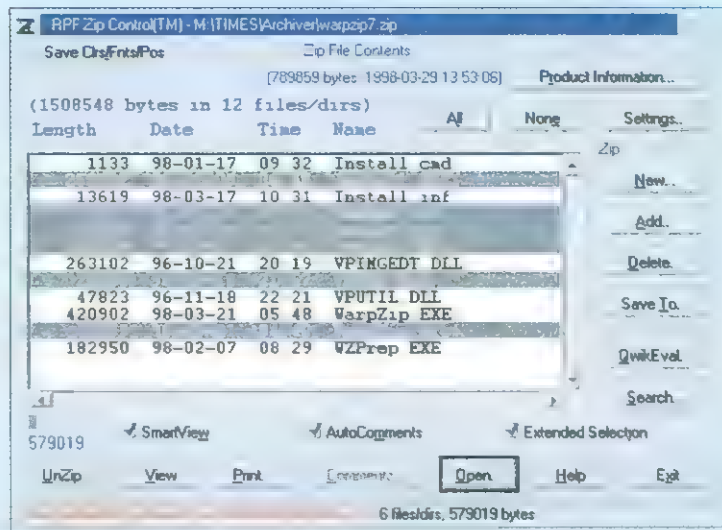 RPF Zip Control[TM] - M:\TIMES\Archiver\warpzip7.zip
Save Clrs/Fnts/Pos
Zip File Contents
[789859 bytes 1998-03-29 13 53 06]
Product Information...
(1508548 bytes in 12 files/dirs)
All
None
Settings..
Length Date Time Name
Zip
1133 98-01-17 09 32 Install cmd
New..
13619 98-03-17 10 31 Install inf
Add..
263102 96-10-21 20 19 VPINGEDT DLL
Delete.
47823 96-11-18 22 21 VPUTIL DLL
Save To.
420902 98-03-21 05 48 WarpZip EXE
182950 98-02-07 08 29 WZPrep EXE
QwikEval.
Search
579019
SmartView
AutoComments
Extended Selection
UnZip
View
Print
Comments
Open.
Help
Exit
6 files/dirs, 579019 bytes